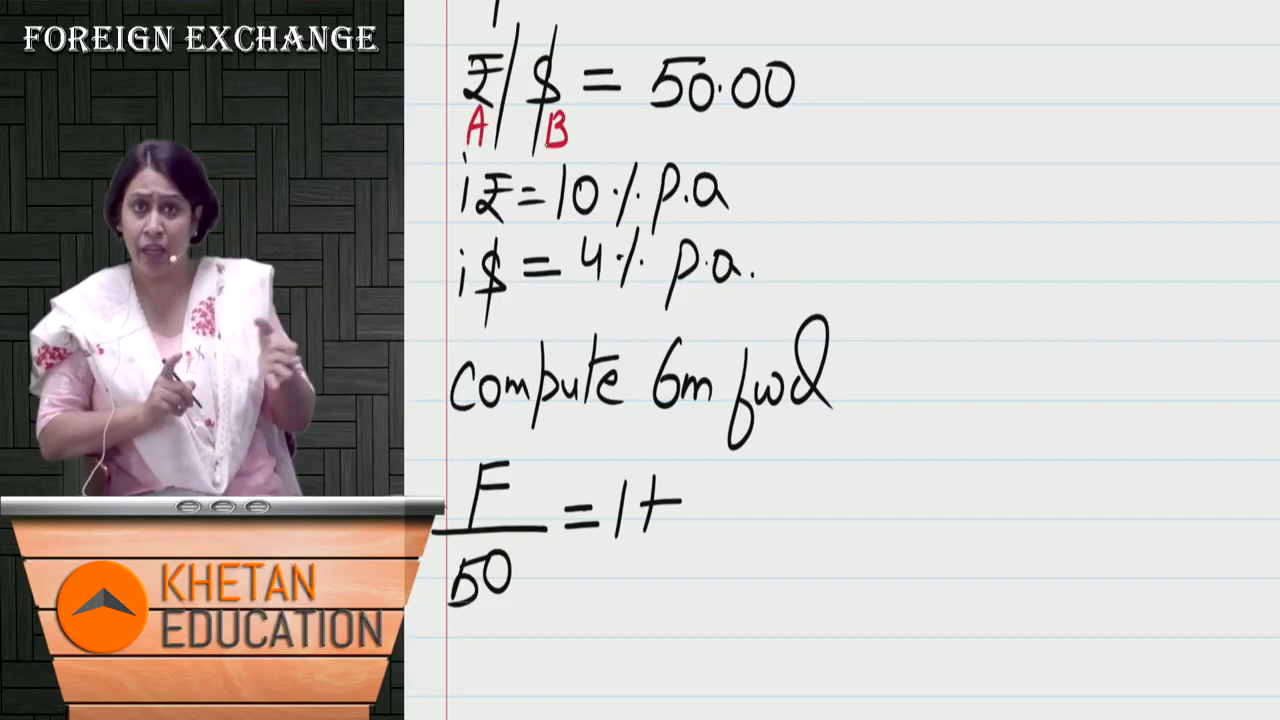 FOREIGN EXCHANGE
₹/$ = 50.00
A B
i₹ = 10% p.a
i$ = 4% p.a.
compute 6m fwd
F/50 = 1+
KHETAN
EDUCATION